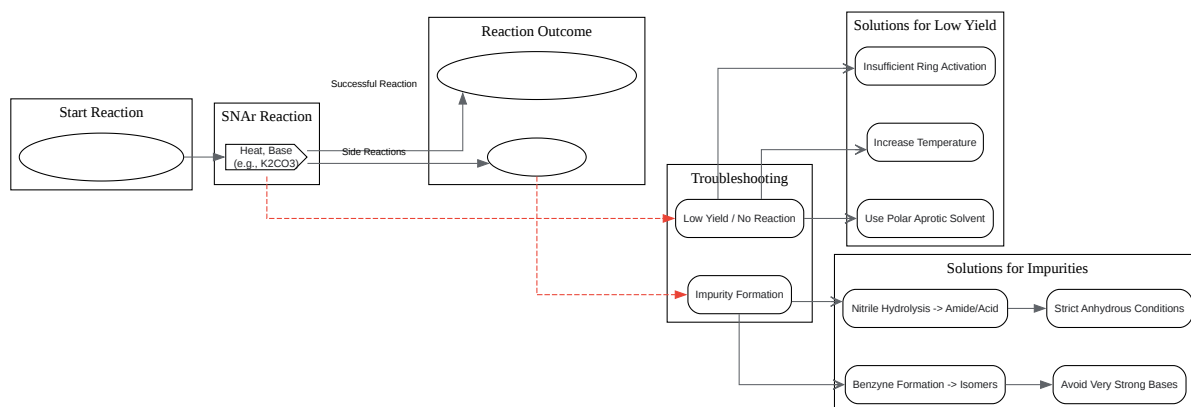 Start Reaction
SNAr Reaction
Heat, Base
(e.g., K2CO3)
Successful Reaction
Side Reactions
Reaction Outcome
Troubleshooting
Low Yield / No Reaction
Impurity Formation
Solutions for Low Yield
Insufficient Ring Activation
Increase Temperature
Use Polar Aprotic Solvent
Solutions for Impurities
Nitrile Hydrolysis -> Amide/Acid
Strict Anhydrous Conditions
Benzyne Formation -> Isomers
Avoid Very Strong Bases